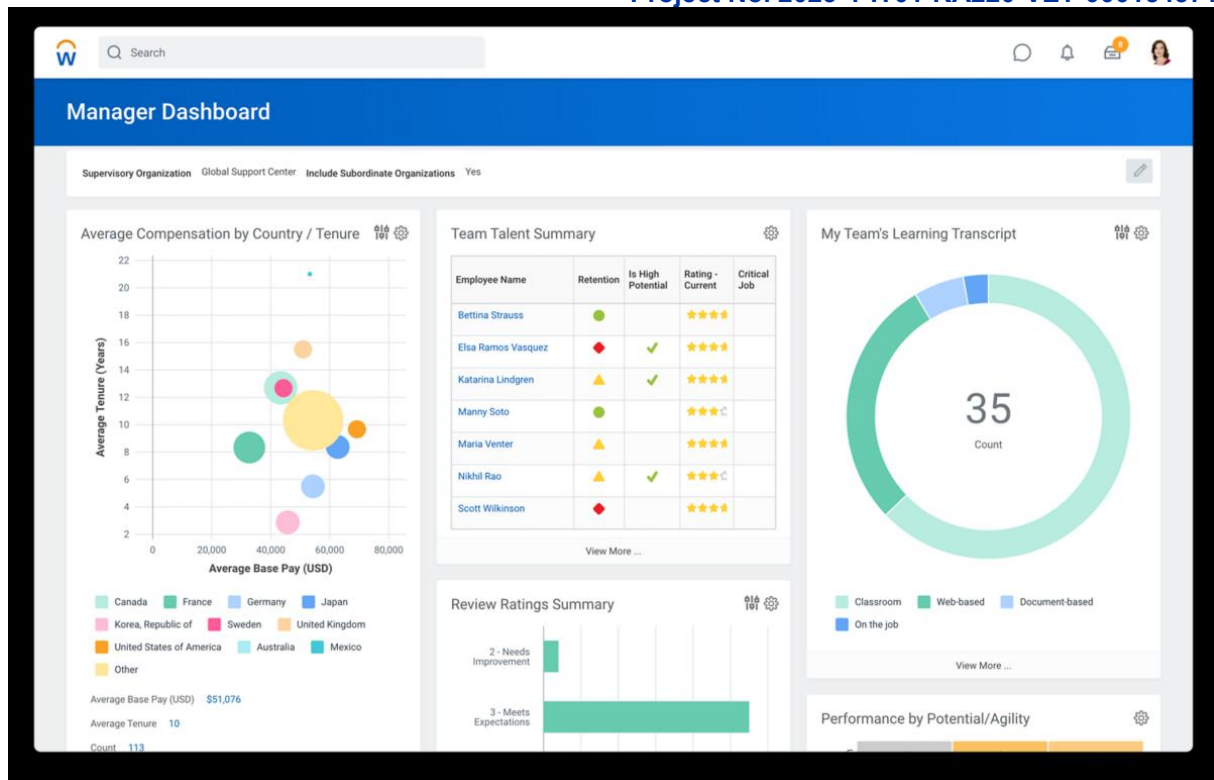 Search
8
Manager Dashboard
Supervisory Organization Global Support Center Include Subordinate Organizations Yes
Average Compensation by Country / Tenure
22
20
18
16
14
12
10
8
6
4
2
Average Tenure (Years)
0 20,000 40,000 60,000 80,000
Average Base Pay (USD)
Canada France Germany Japan
Korea, Republic of Sweden United Kingdom
United States of America Australia Mexico
Other
Average Base Pay (USD) $51,076
Average Tenure 10
Count 113
Team Talent Summary
Employee Name Retention Is High Potential Rating - Current Critical Job
Bettina Strauss
Elsa Ramos Vasquez
Katarina Lindgren
Manny Soto
Maria Venter
Nikhil Rao
Scott Wilkinson
View More ...
Review Ratings Summary
2 - Needs
Improvement
3 - Meets
Expectations
My Team's Learning Transcript
35
Count
Classroom Web-based Document-based
On the job
View More ...
Performance by Potential/Agility